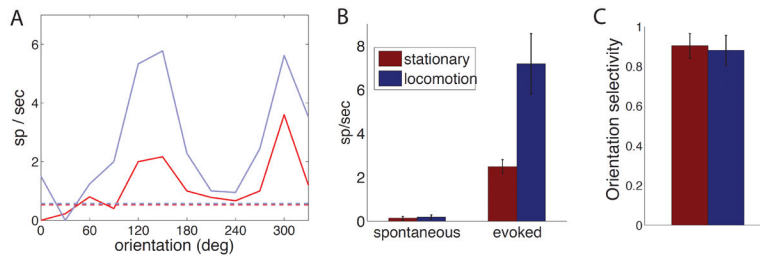 A
sp / sec
6
4
2
0
0 60 120 180 240 300
orientation (deg)
B
sp/sec
8
6
4
2
0
stationary
locomotion
spontaneous evoked
C
Orientation selectivity
1
0.8
0.6
0.4
0.2
0